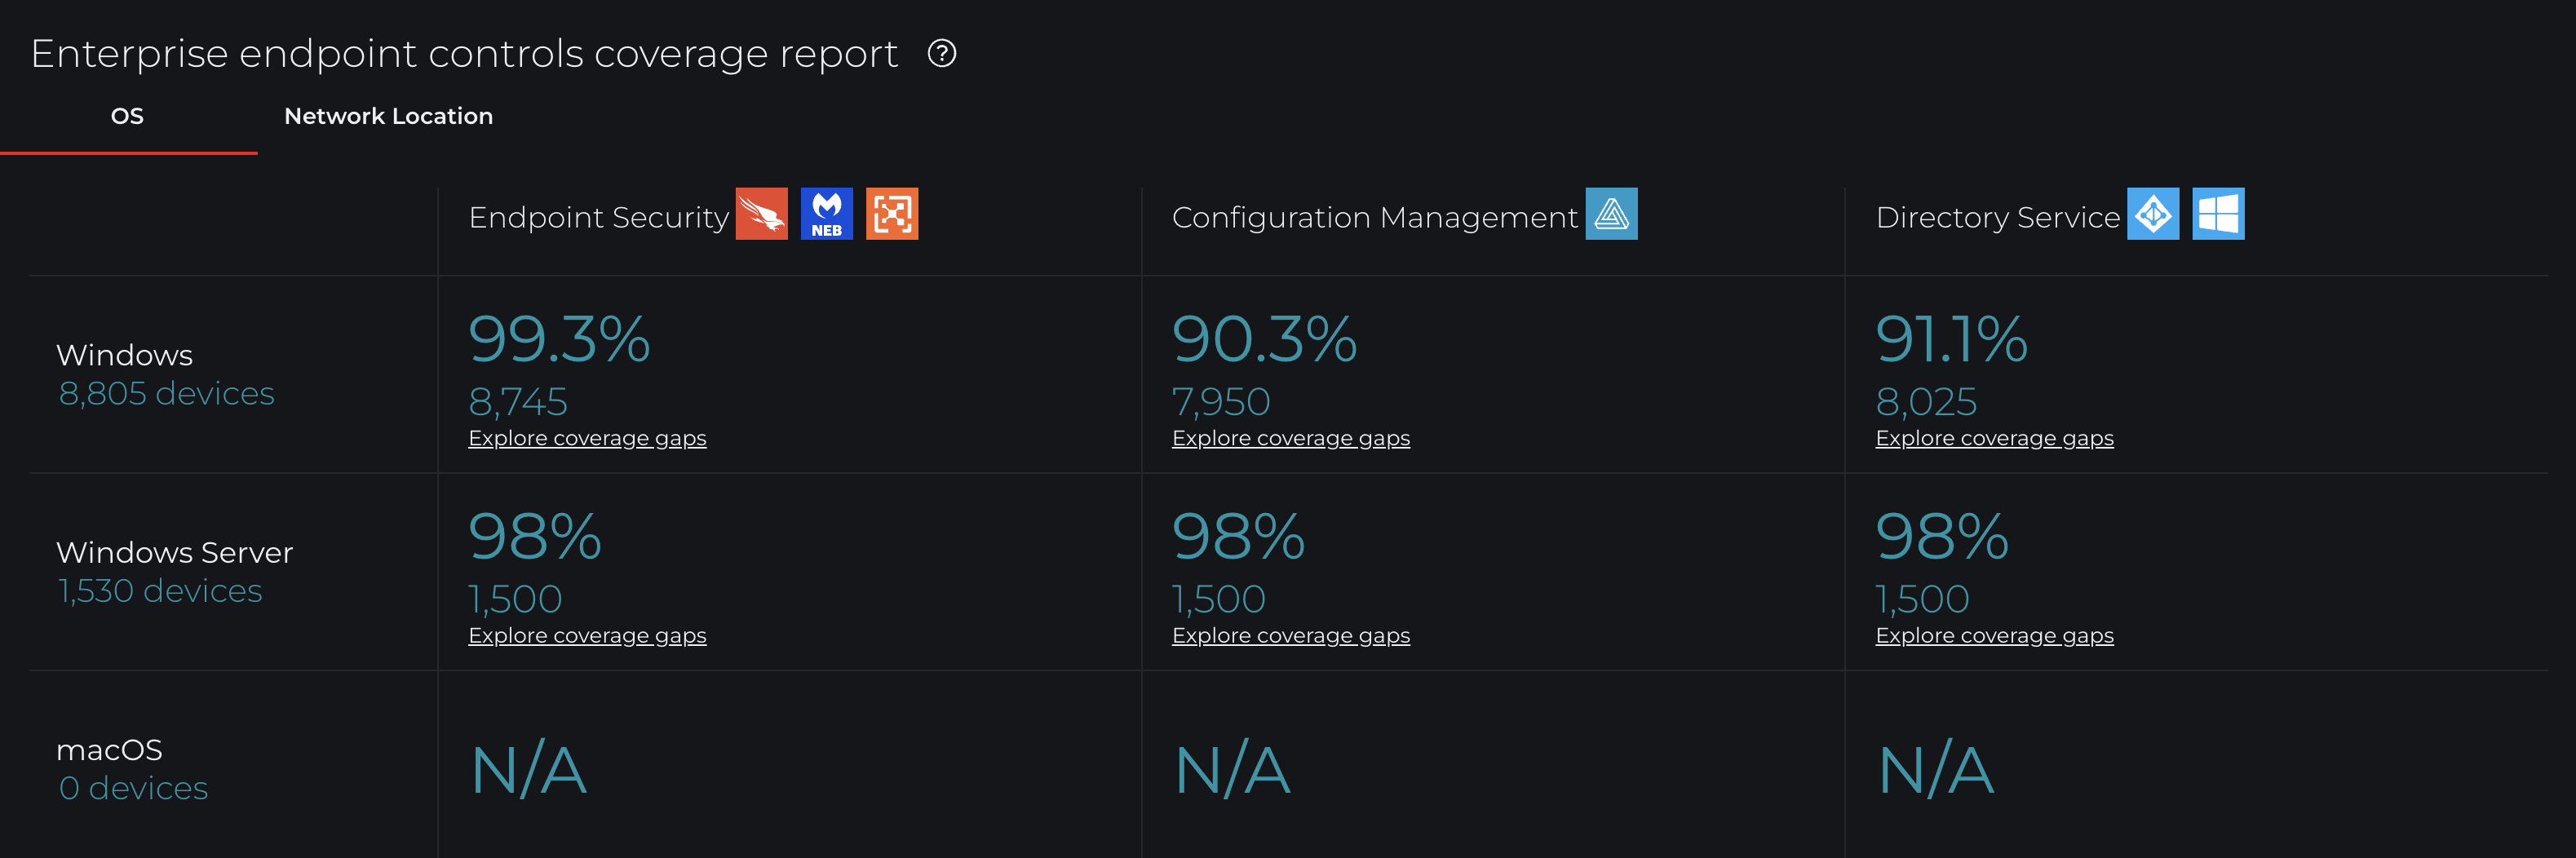 Enterprise endpoint controls coverage report ?
OS Network Location
Endpoint Security NEB Configuration Management Directory Service
Windows
8,805 devices
99.3%
8,745
Explore coverage gaps
90.3%
7,950
Explore coverage gaps
91.1%
8,025
Explore coverage gaps
Windows Server
1,530 devices
98%
1,500
Explore coverage gaps
98%
1,500
Explore coverage gaps
98%
1,500
Explore coverage gaps
macOS
0 devices
N/A
N/A
N/A